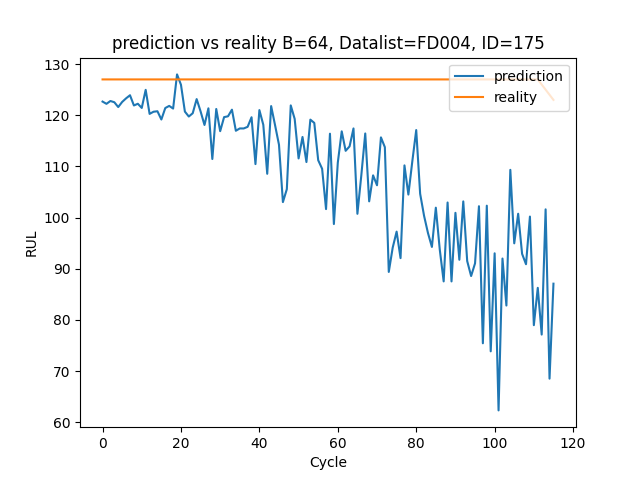 prediction vs reality B=64, Datalist=FD004, ID=175
prediction
reality
RUL
130
120
110
100
90
80
70
60
0 20 40 60 80 100 120
Cycle